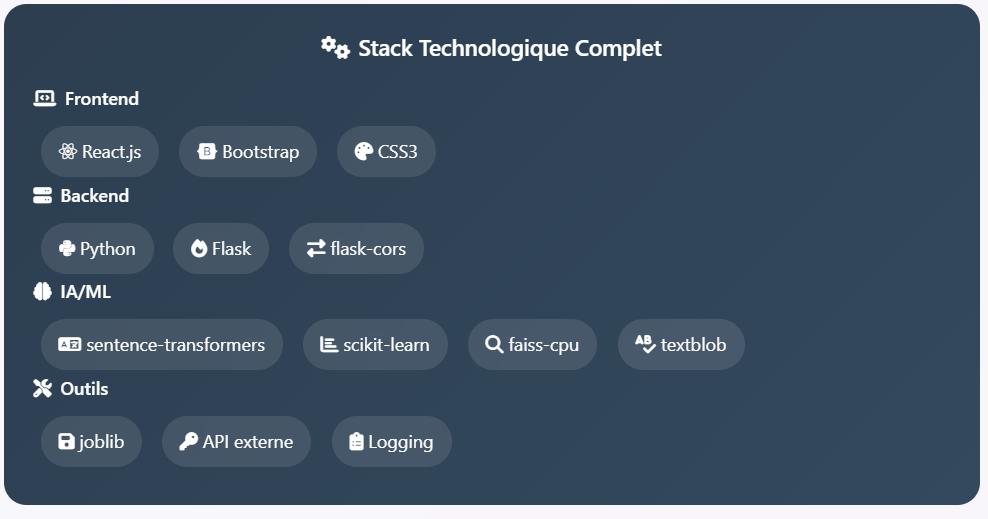 Stack Technologique Complet
Frontend
React.js Bootstrap CSS3
Backend
Python Flask flask-cors
IA/ML
sentence-transformers scikit-learn faiss-cpu textblob
Outils
joblib API externe Logging